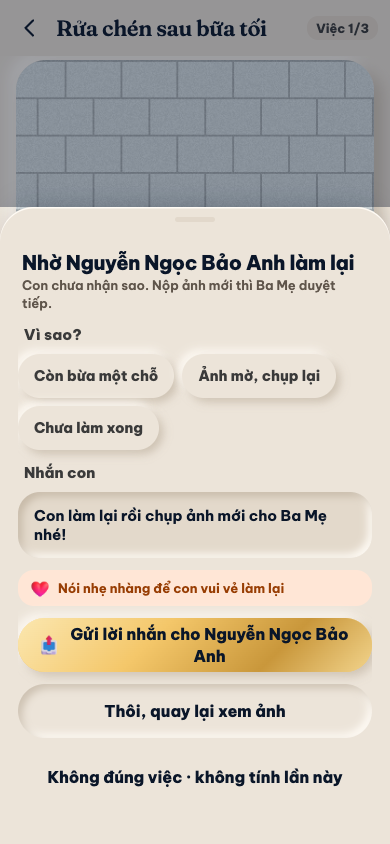 Rửa chén sau bữa tối
Việc 1/3
Nhờ Nguyễn Ngọc Bảo Anh làm lại
Con chưa nhận sao. Nộp ảnh mới thì Ba Mẹ duyệt
tiếp.
Vì sao?
Còn bừa một chỗ
Ảnh mờ, chụp lại
Chưa làm xong
Nhắn con
Con làm lại rồi chụp ảnh mới cho Ba Mẹ
nhé!
Nói nhẹ nhàng để con vui vẻ làm lại
Gửi lời nhắn cho Nguyễn Ngọc Bảo
Anh
Thôi, quay lại xem ảnh
Không đúng việc · không tính lần này